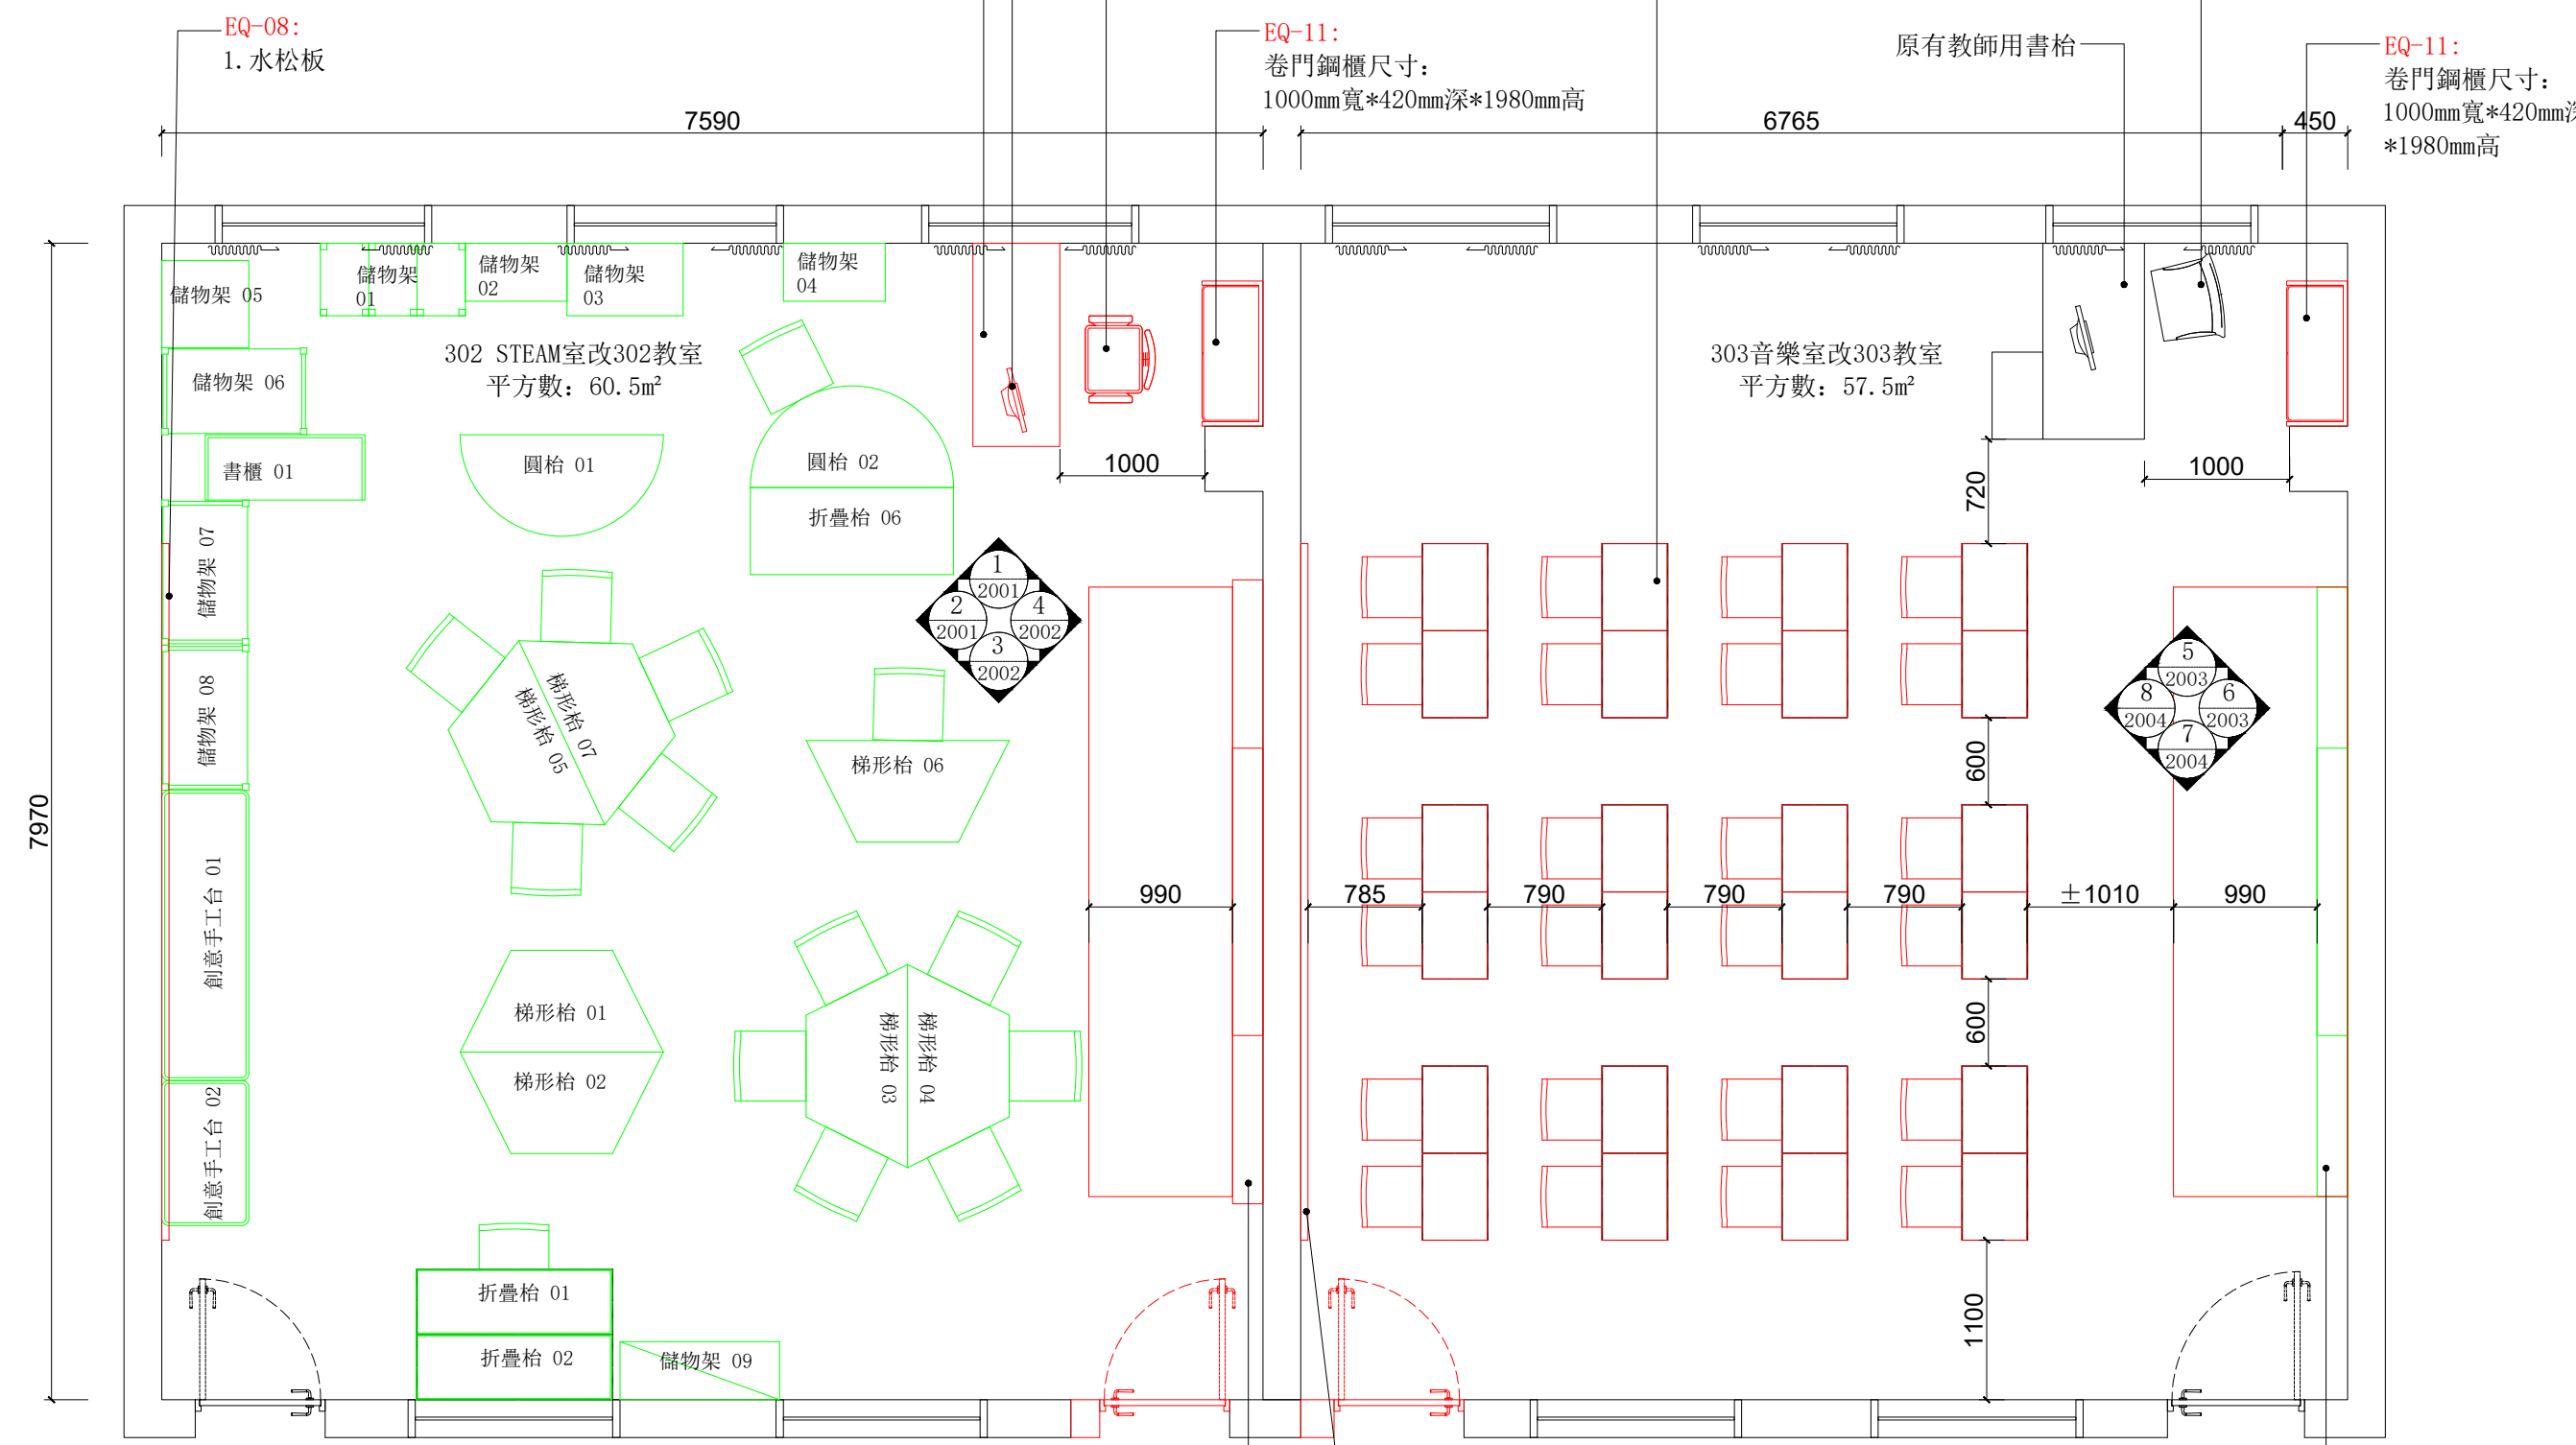 EQ-08:
1.水松板
EQ-11:
卷門鋼櫃尺寸:
1000mm寬*420mm深*1980mm高
原有教師用書枱
EQ-11:
卷門鋼櫃尺寸:
1000mm寬*420mm深
*1980mm高
7590
6765
450
7970
儲物架 05
儲物架
01
儲物架
02
儲物架
03
儲物架
04
302 STEAM室改302教室
平方數: 60.5m²
303音樂室改303教室
平方數: 57.5m²
儲物架 06
書櫃 01
圓枱 01
圓枱 02
折疊枱 06
1000
1000
720
儲物架 07
儲物架 08
1
2001
2
2001
4
2002
3
2002
梯形枱 07
梯形枱 05
梯形枱 06
5
2003
8
2004
6
2003
7
2004
600
創意手工台 01
990
785
790
790
790
±1010
990
梯形枱 01
梯形枱 02
梯形枱 03
梯形枱 04
600
創意手工台 02
折疊枱 01
折疊枱 02
儲物架 09
1100